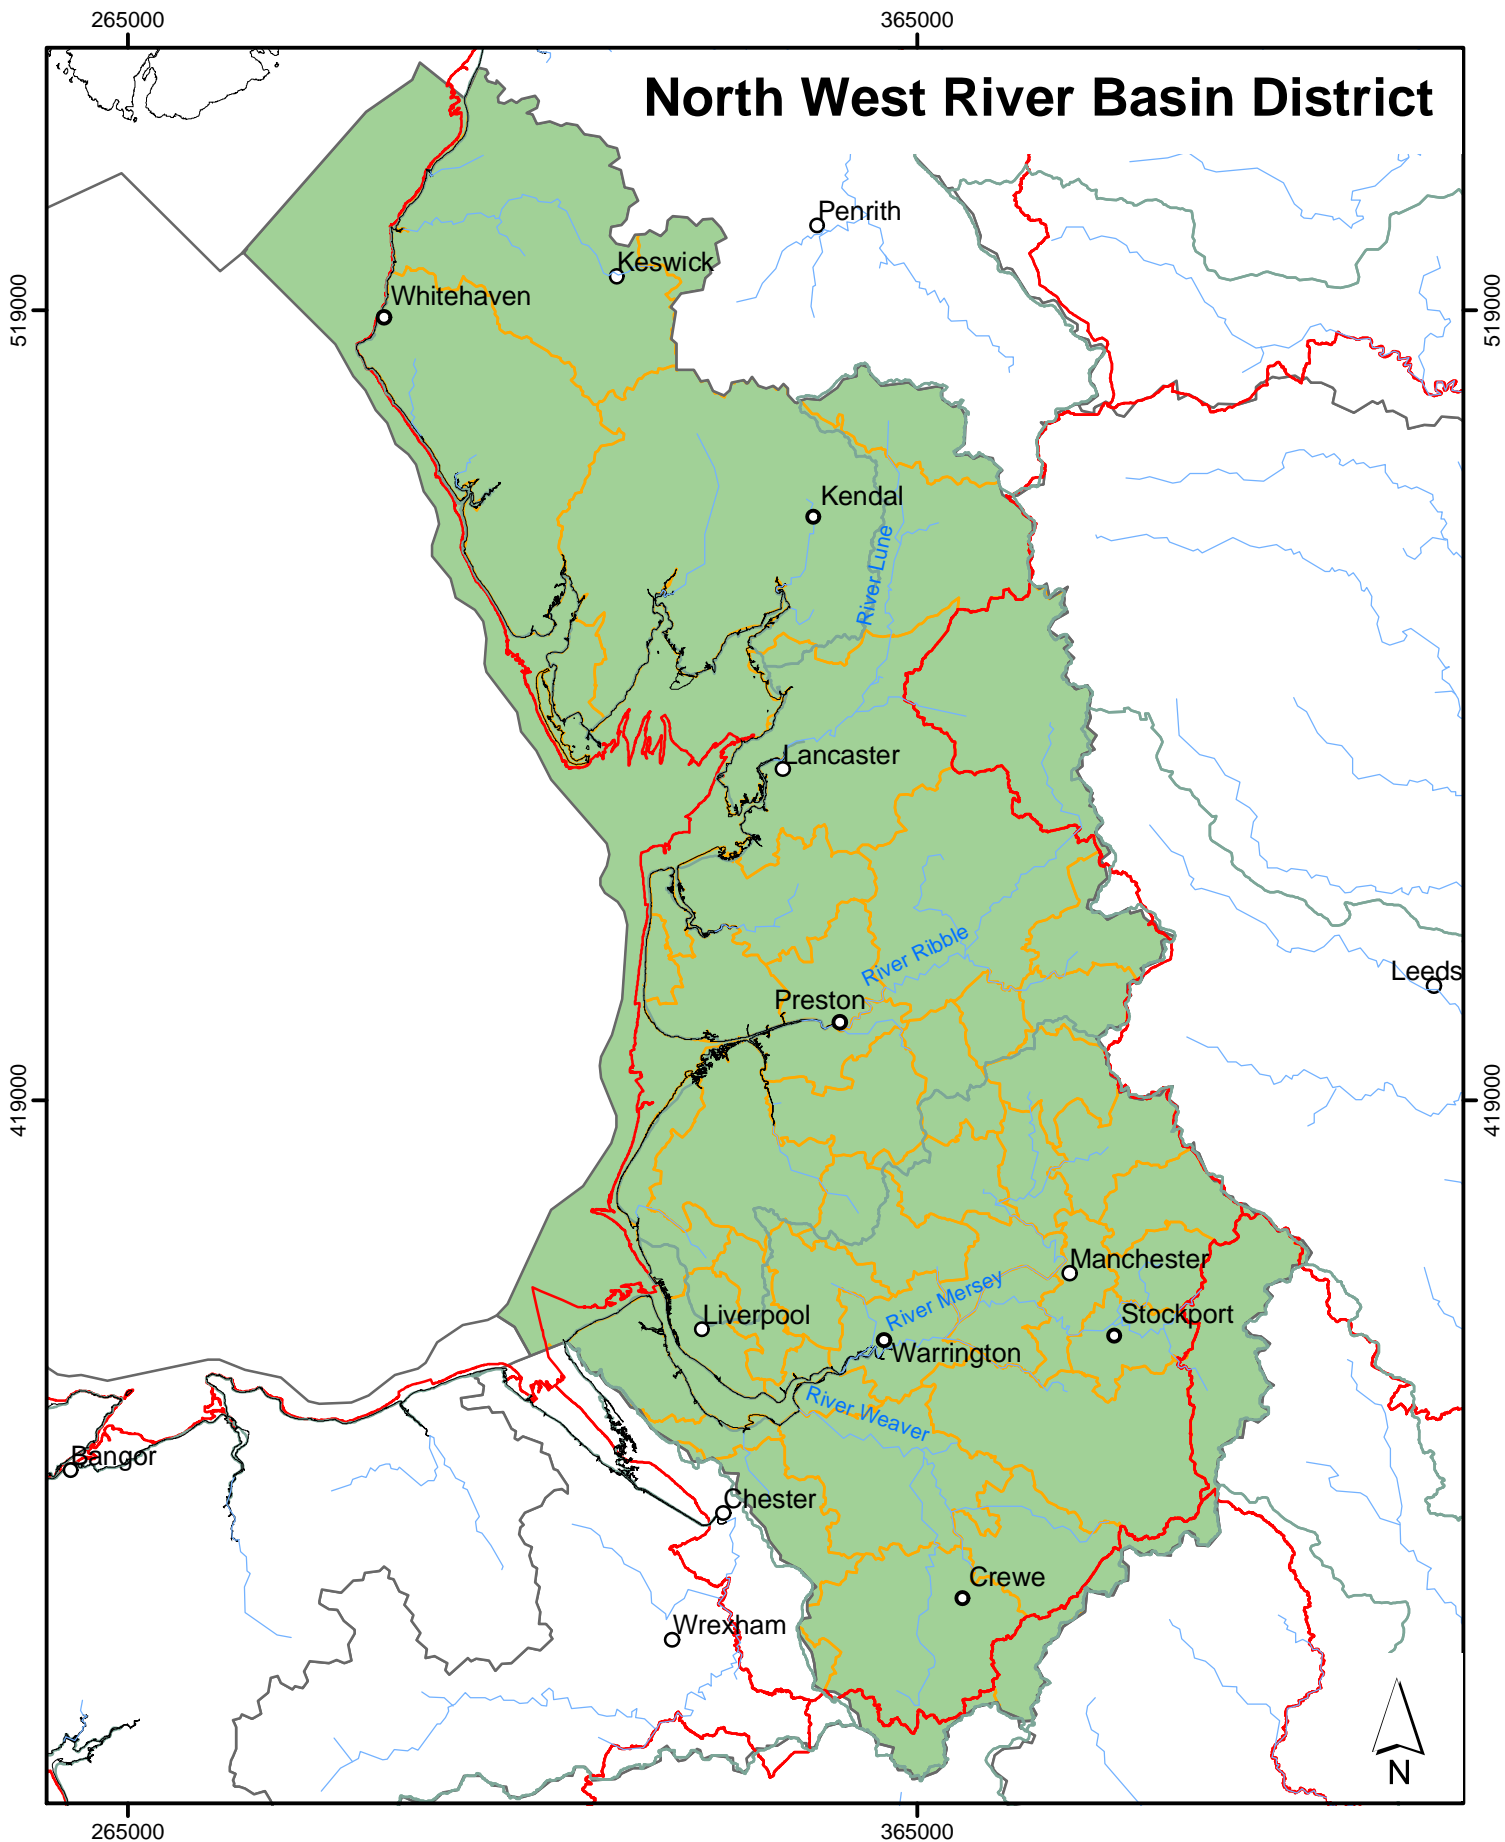 265000
365000
North West River Basin District
Penrith
Keswick
519000
Whitehaven
519000
Kendal
River Lune
Lancaster
River Ribble
Leeds
Preston
419000
419000
Manchester
River Mersey
Liverpool
Stockport
Warrington
River Weaver
Bangor
Chester
Crewe
Wrexham
N
265000
365000